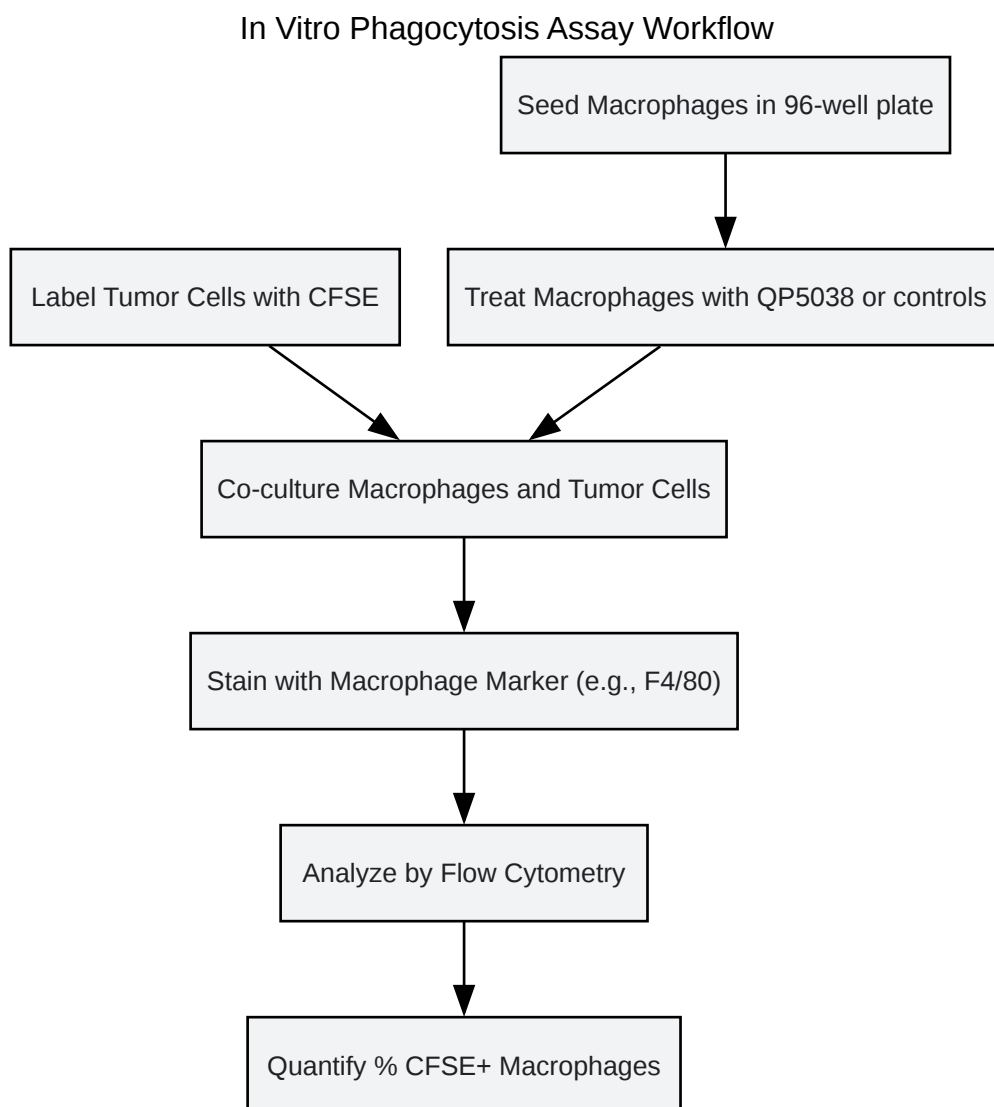 In Vitro Phagocytosis Assay Workflow
Seed Macrophages in 96-well plate
Label Tumor Cells with CFSE
Treat Macrophages with QP5038 or controls
Co-culture Macrophages and Tumor Cells
Stain with Macrophage Marker (e.g., F4/80)
Analyze by Flow Cytometry
Quantify % CFSE+ Macrophages